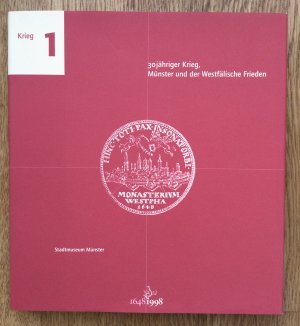 Krieg
1
30jähriger Krieg,
Münster und der Westfälische Frieden
HINC TOTI PAX INSONAT ORBI
MONASTERIUM
WESTPHA
1648
Stadtmuseum Münster
1648 1998